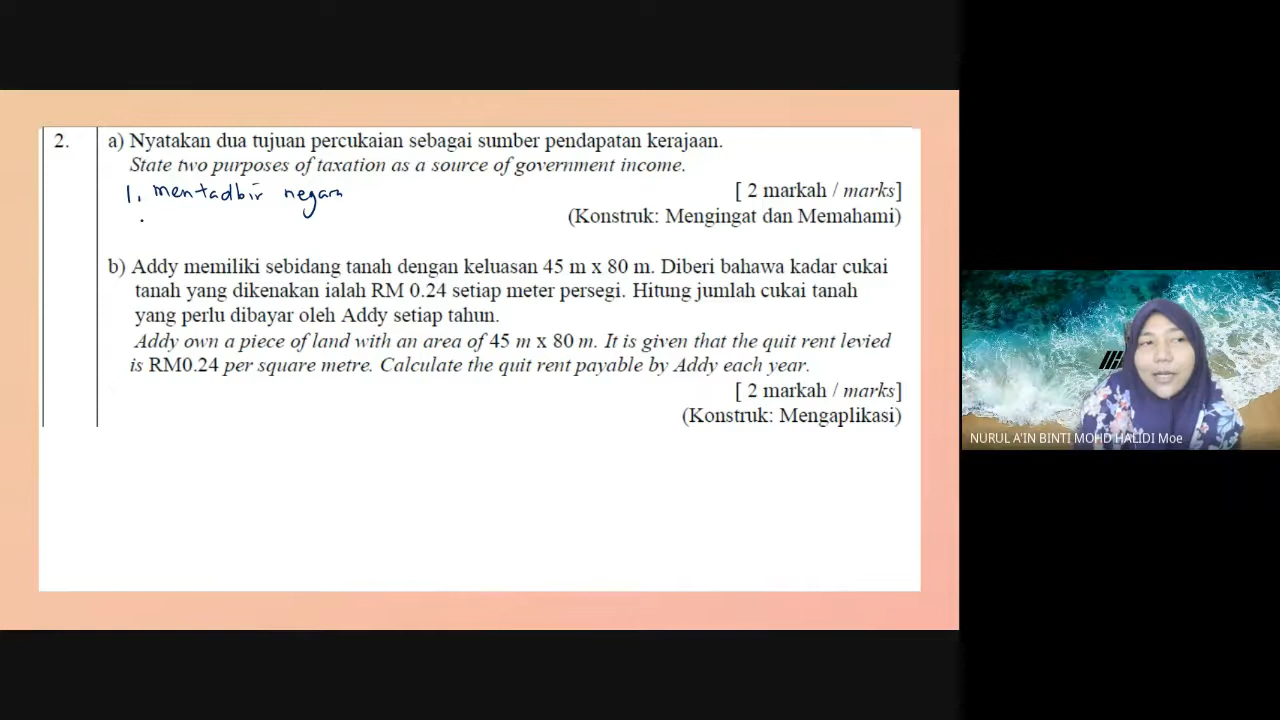 2.
a) Nyatakan dua tujuan percukaian sebagai sumber pendapatan kerajaan.
State two purposes of taxation as a source of government income.
1. mentadbir negara
[ 2 markah / marks]
(Konstruk: Mengingat dan Memahami)
b) Addy memiliki sebidang tanah dengan keluasan 45 m x 80 m. Diberi bahawa kadar cukai
tanah yang dikenakan ialah RM 0.24 setiap meter persegi. Hitung jumlah cukai tanah
yang perlu dibayar oleh Addy setiap tahun.
Addy own a piece of land with an area of 45 m x 80 m. It is given that the quit rent levied
is RM0.24 per square metre. Calculate the quit rent payable by Addy each year.
[ 2 markah / marks]
(Konstruk: Mengaplikasi)
NURUL A'IN BINTI MOHD HALIDI Moe